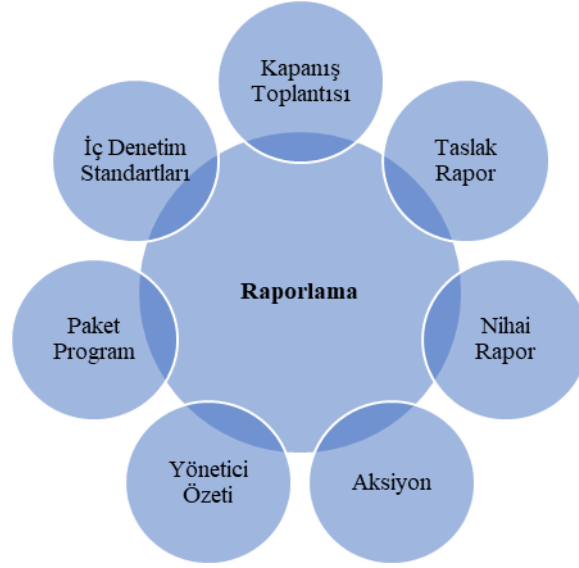 Kapanış
Toplantısı
Taslak
Rapor
Nihai
Rapor
Aksiyon
Yönetici
Özeti
Paket
Program
İç Denetim
Standartları
Raporlama